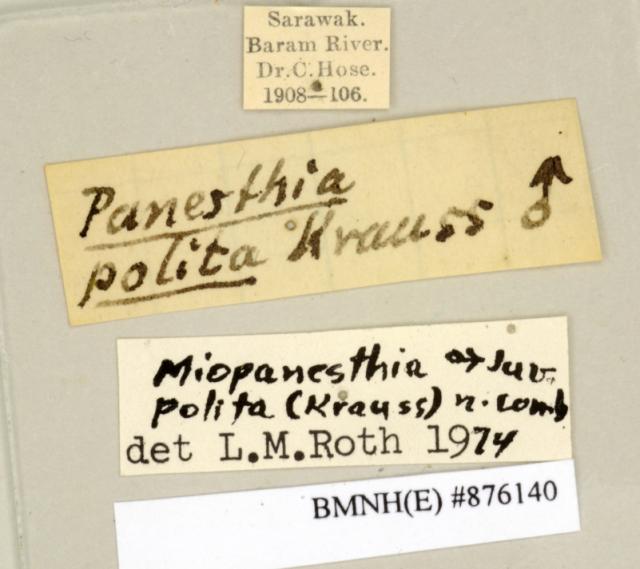 Sarawak.
Baram River.
Dr.C.Hose.
1908—106.
Panesthia
polita Krauss ♂
Miopanesthia ♂ Juv.
polita (Krauss) n. comb
det L.M.Roth 1974
BMNH(E) #876140